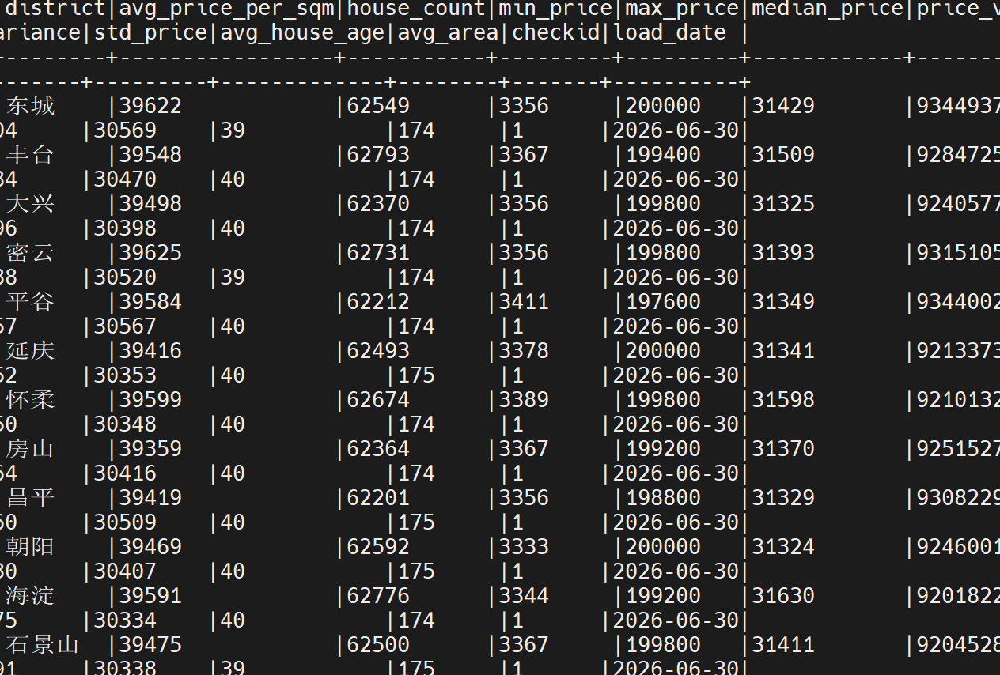 district|avg_price_per_sqm|house_count|min_price|max_price|median_price|price_v
ariance|std_price|avg_house_age|avg_area|checkid|load_date |
--------+-----------------+-----------+---------+---------+------------+-------
-------+---------+-------------+--------+-------+----------+
东城 |39622 |62549 |3356 |200000 |31429 |9344937
04 |30569 |39 |174 |1 |2026-06-30|
丰台 |39548 |62793 |3367 |199400 |31509 |9284725
84 |30470 |40 |174 |1 |2026-06-30|
大兴 |39498 |62370 |3356 |199800 |31325 |9240577
96 |30398 |40 |174 |1 |2026-06-30|
密云 |39625 |62731 |3356 |199800 |31393 |9315105
88 |30520 |39 |174 |1 |2026-06-30|
平谷 |39584 |62212 |3411 |197600 |31349 |9344002
57 |30567 |40 |174 |1 |2026-06-30|
延庆 |39416 |62493 |3378 |200000 |31341 |9213373
52 |30353 |40 |175 |1 |2026-06-30|
怀柔 |39599 |62674 |3389 |199800 |31598 |9210132
50 |30348 |40 |174 |1 |2026-06-30|
房山 |39359 |62364 |3367 |199200 |31370 |9251527
64 |30416 |40 |174 |1 |2026-06-30|
昌平 |39419 |62201 |3356 |198800 |31329 |9308229
60 |30509 |40 |175 |1 |2026-06-30|
朝阳 |39469 |62592 |3333 |200000 |31324 |9246001
80 |30407 |40 |175 |1 |2026-06-30|
海淀 |39591 |62776 |3344 |199200 |31630 |9201822
75 |30334 |40 |174 |1 |2026-06-30|
石景山 |39475 |62500 |3367 |199800 |31411 |9204528
91 |30338 |39 |175 |1 |2026-06-30|